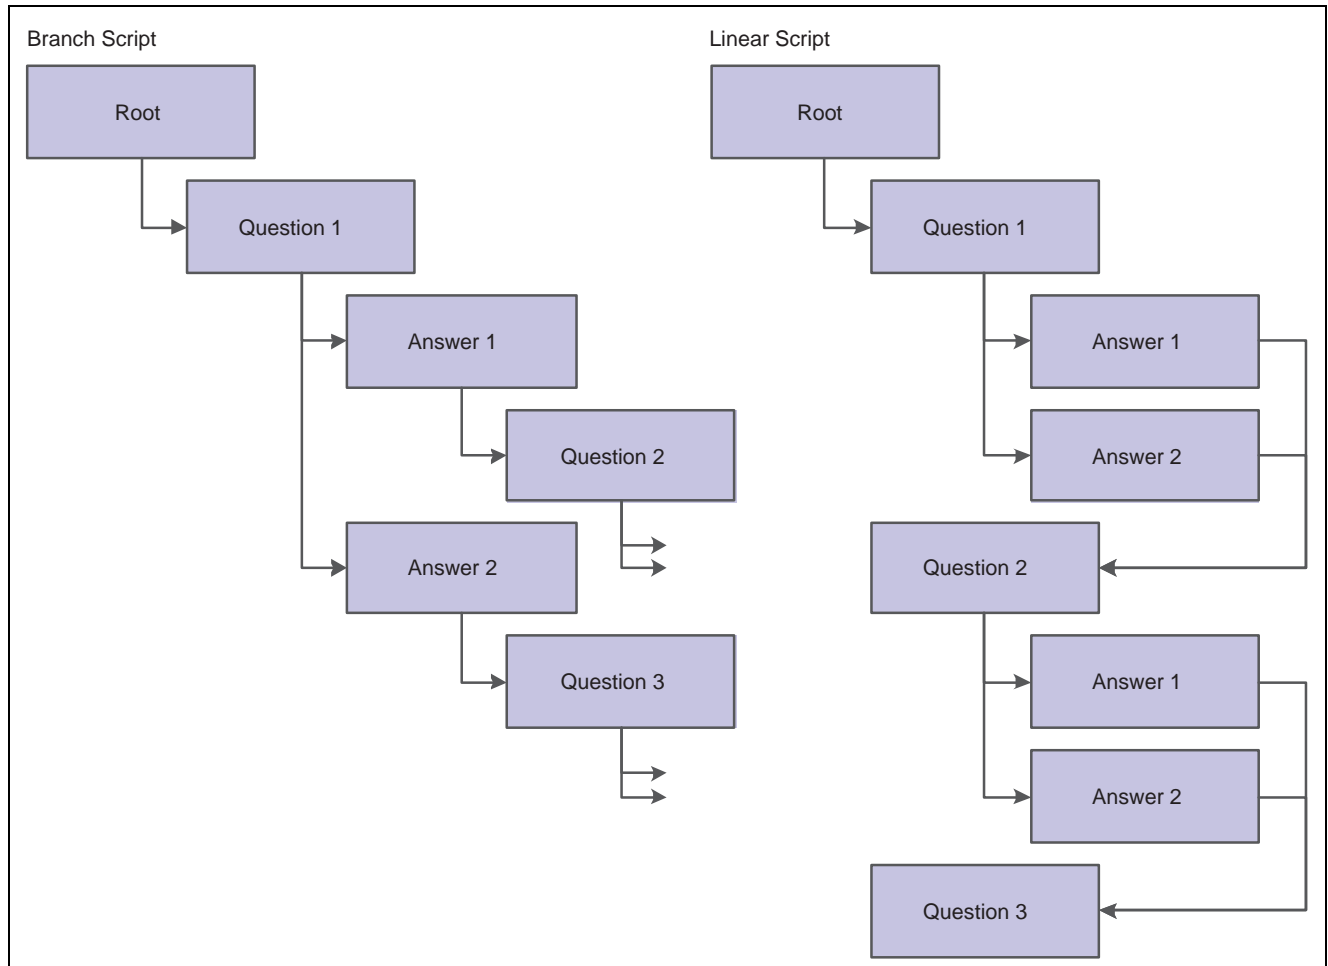 Branch Script
Root
Question 1
Answer 1
Question 2
Answer 2
Question 3
Linear Script
Root
Question 1
Answer 1
Answer 2
Question 2
Answer 1
Answer 2
Question 3